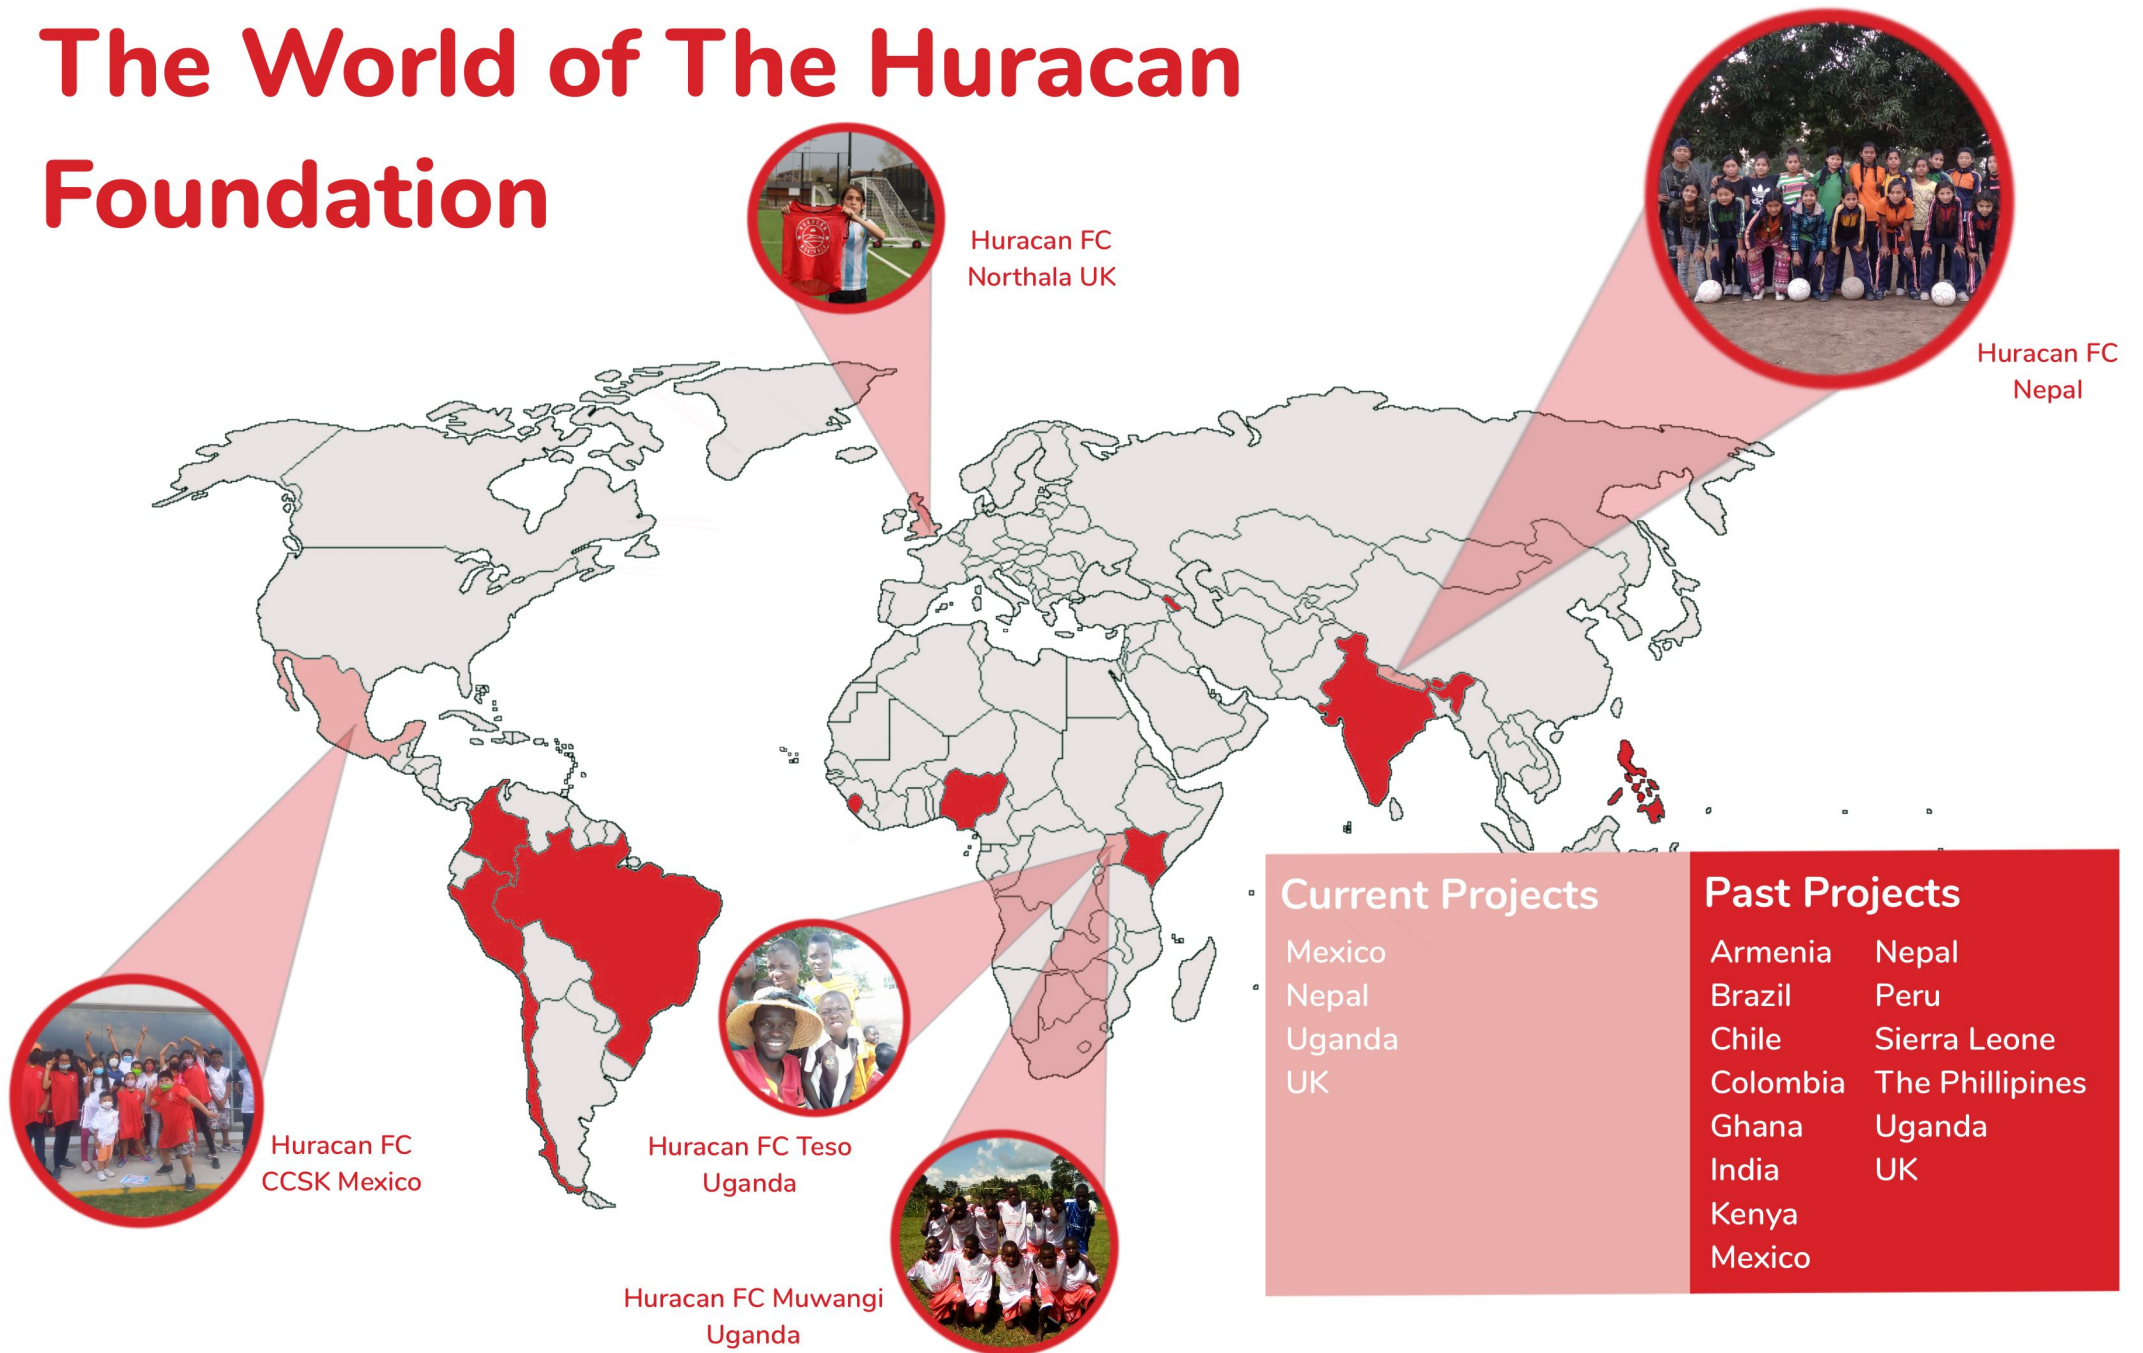 The World of The Huracan
Foundation
Huracan FC
Northala UK
Huracan FC
Nepal
Huracan FC
CCSK Mexico
Huracan FC Teso
Uganda
Huracan FC Muwangi
Uganda
Current Projects
Mexico
Nepal
Uganda
UK
Past Projects
Armenia
Brazil
Chile
Colombia
Ghana
India
Kenya
Mexico
Nepal
Peru
Sierra Leone
The Phillipines
Uganda
UK